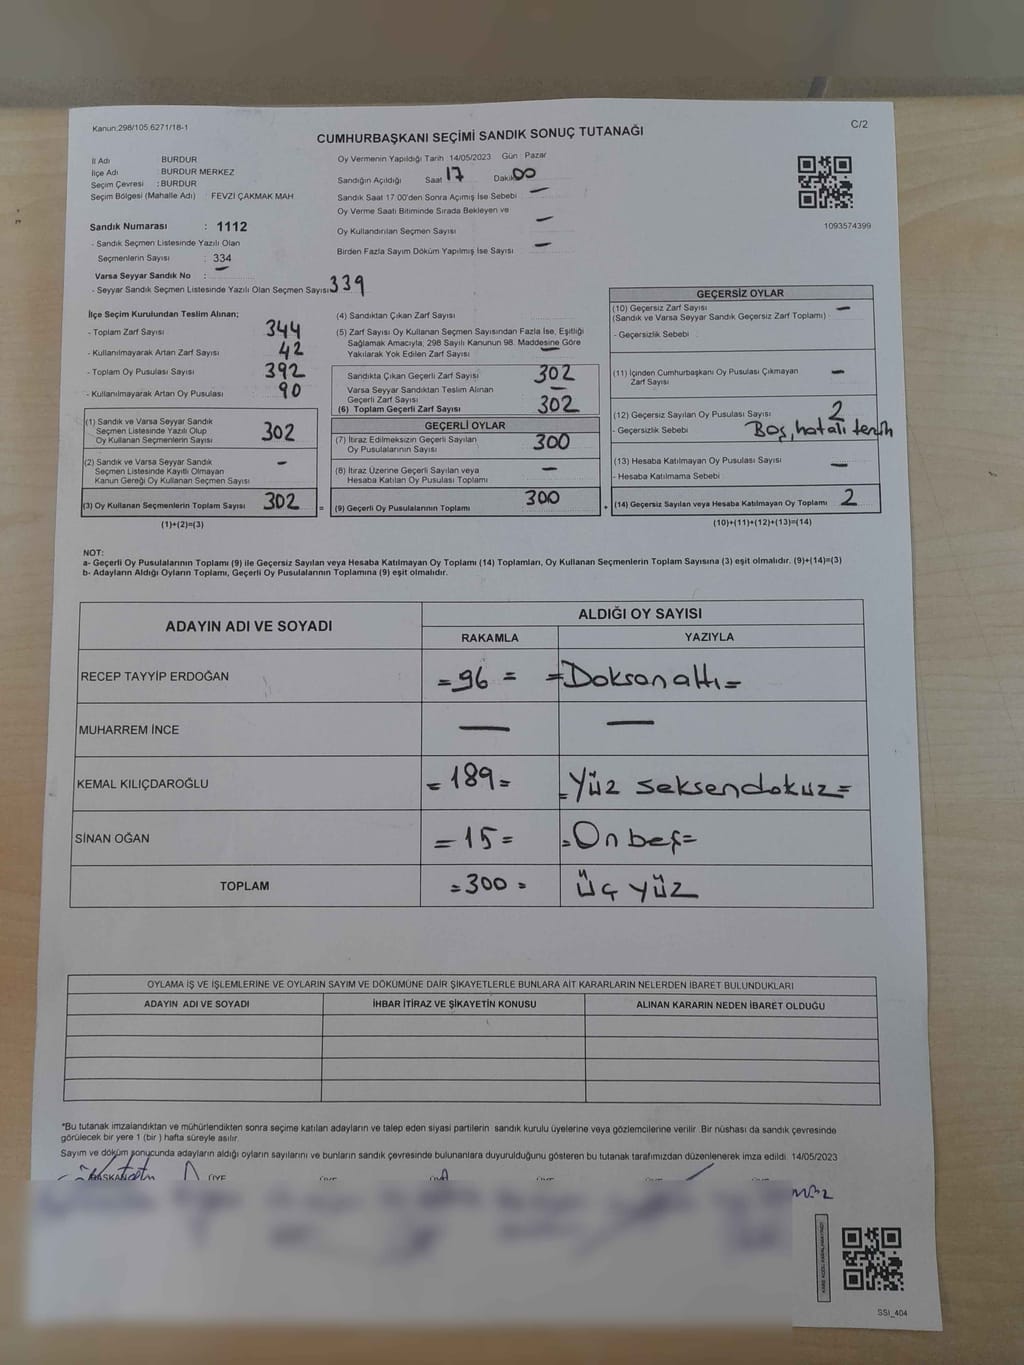 Kanun:298/105.6271/18-1
C/2
CUMHURBAŞKANI SEÇİMİ SANDIK SONUÇ TUTANAĞI
İl Adı BURDUR
İlçe Adı BURDUR MERKEZ
Seçim Çevresi : BURDUR
Seçim Bölgesi (Mahalle Adı) : FEVZİ ÇAKMAK MAH
Sandık Numarası : 1112
- Sandık Seçmen Listesinde Yazılı Olan
Seçmenlerin Sayısı : 334
Varsa Seyyar Sandık No : —
- Seyyar Sandık Seçmen Listesinde Yazılı Olan Seçmen Sayısı 339
Oy Vermenin Yapıldığı Tarih 14/05/2023 Gün : Pazar
Sandığın Açıldığı Saat 17 Dakika 00
Sandık Saat 17:00'den Sonra Açımış İse Sebebi —
Oy Verme Saati Bitiminde Sırada Bekleyen ve
Oy Kullandırılan Seçmen Sayısı —
Birden Fazla Sayım Döküm Yapılmış İse Sayısı —
1093574399
İlçe Seçim Kurulundan Teslim Alınan;
- Toplam Zarf Sayısı 344
- Kullanılmayarak Artan Zarf Sayısı 42
- Toplam Oy Pusulası Sayısı 392
- Kullanılmayarak Artan Oy Pusulası 90
(1) Sandık ve Varsa Seyyar Sandık
Seçmen Listesinde Yazılı Olup
Oy Kullanan Seçmenlerin Sayısı 302
(2) Sandık ve Varsa Seyyar Sandık
Seçmen Listesinde Kayıtlı Olmayan
Kanun Gereği Oy Kullanan Seçmen Sayısı —
(3) Oy Kullanan Seçmenlerin Toplam Sayısı 302
(1)+(2)=(3)
(4) Sandıktan Çıkan Zarf Sayısı
(5) Zarf Sayısı Oy Kullanan Seçmen Sayısından Fazla İse, Eşitliği
Sağlamak Amacıyla; 298 Sayılı Kanunun 98. Maddesine Göre
Yakılarak Yok Edilen Zarf Sayısı —
Sandıkta Çıkan Geçerli Zarf Sayısı 302
Varsa Seyyar Sandıktan Teslim Alınan
Geçerli Zarf Sayısı —
(6) Toplam Geçerli Zarf Sayısı 302
GEÇERLİ OYLAR
(7) İtiraz Edilmeksizin Geçerli Sayılan
Oy Pusulalarının Sayısı 300
(8) İtiraz Üzerine Geçerli Sayılan veya
Hesaba Katılan Oy Pusulası Toplamı —
= (9) Geçerli Oy Pusulalarının Toplamı 300
GEÇERSİZ OYLAR
(10) Geçersiz Zarf Sayısı —
(Sandık ve Varsa Seyyar Sandık Geçersiz Zarf Toplamı)
- Geçersizlik Sebebi
(11) İçinden Cumhurbaşkanı Oy Pusulası Çıkmayan
Zarf Sayısı —
(12) Geçersiz Sayılan Oy Pusulası Sayısı 2
- Geçersizlik Sebebi Boş, hatalı tercih
(13) Hesaba Katılmayan Oy Pusulası Sayısı —
- Hesaba Katılmama Sebebi
+ (14) Geçersiz Sayılan veya Hesaba Katılmayan Oy Toplamı 2
(10)+(11)+(12)+(13)=(14)
NOT:
a- Geçerli Oy Pusulalarının Toplamı (9) ile Geçersiz Sayılan veya Hesaba Katılmayan Oy Toplamı (14) Toplamları, Oy Kullanan Seçmenlerin Toplam Sayısına (3) eşit olmalıdır. (9)+(14)=(3)
b- Adayların Aldığı Oyların Toplamı, Geçerli Oy Pusulalarının Toplamına (9) eşit olmalıdır.
ADAYIN ADI VE SOYADI ALDIĞI OY SAYISI
RAKAMLA YAZIYLA
RECEP TAYYİP ERDOĞAN =96= =Doksanaltı=
MUHARREM İNCE — —
KEMAL KILIÇDAROĞLU =189= =Yüz seksendokuz=
SİNAN OĞAN =15= =On beş=
TOPLAM =300= üç yüz
OYLAMA İŞ VE İŞLEMLERİNE VE OYLARIN SAYIM VE DÖKÜMÜNE DAİR ŞİKAYETLERLE BUNLARA AİT KARARLARIN NELERDEN İBARET BULUNDUKLARI
ADAYIN ADI VE SOYADI İHBAR İTİRAZ VE ŞİKAYETİN KONUSU ALINAN KARARIN NEDEN İBARET OLDUĞU
*Bu tutanak imzalandıktan ve mühürlendikten sonra seçime katılan adayların ve talep eden siyasi partilerin sandık kurulu üyelerine veya gözlemcilerine verilir. Bir nüshası da sandık çevresinde
görülecek bir yere 1 (bir) hafta süreyle asılır.
Sayım ve döküm sonucunda adayların aldığı oyların sayılarını ve bunların sandık çevresinde bulunanlara duyurulduğunu gösteren bu tutanak tarafımızdan düzenlenerek imza edildi. 14/05/2023
BAŞKAN ÜYE
SSI_404